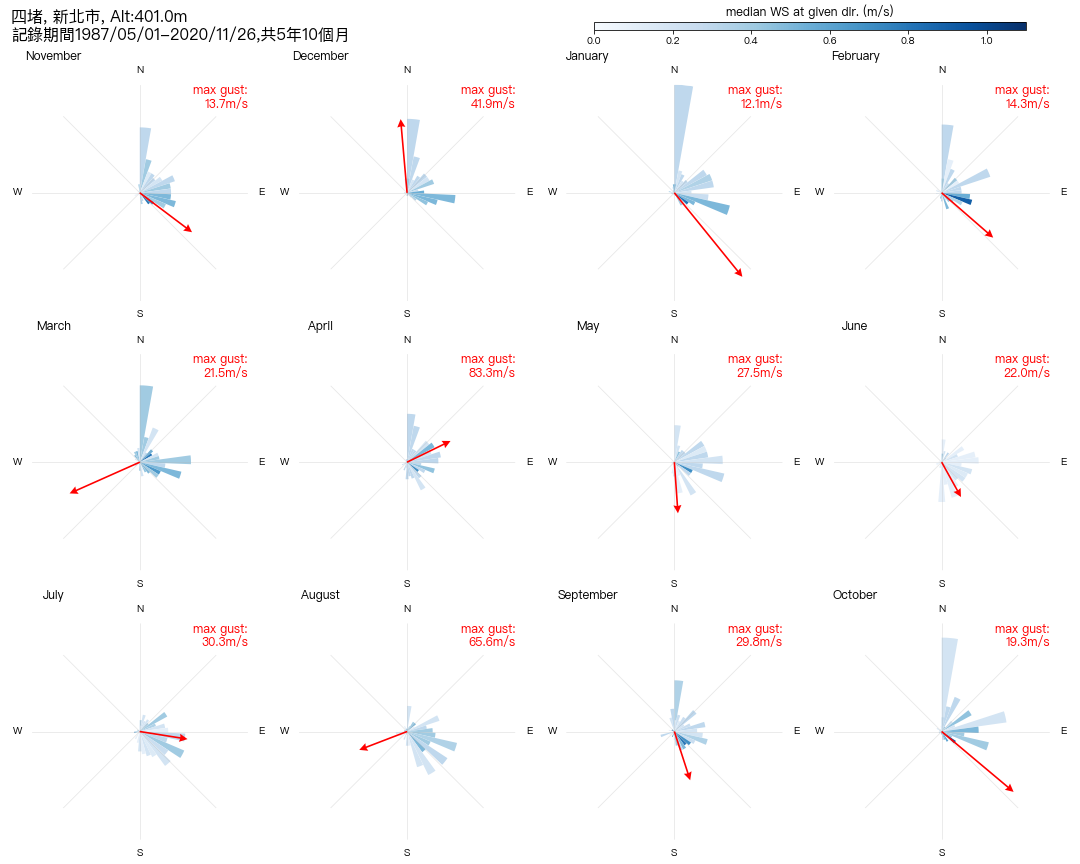 四堵, 新北市, Alt:401.0m
記錄期間1987/05/01-2020/11/26,共5年10個月
median WS at given dir. (m/s)
0.0 0.2 0.4 0.6 0.8 1.0
November
N
max gust:
13.7m/s
W E
S
December
N
max gust:
41.9m/s
W E
January
N
max gust:
12.1m/s
W E
S
February
N
max gust:
14.3m/s
W E
March
N
max gust:
21.5m/s
W E
S
April
N
max gust:
83.3m/s
W E
S
May
N
max gust:
27.5m/s
W E
S
June
N
max gust:
22.0m/s
W E
S
July
N
max gust:
30.3m/s
W E
S
August
N
max gust:
65.6m/s
W E
S
September
N
max gust:
29.8m/s
W E
S
October
N
max gust:
19.3m/s
W E
S